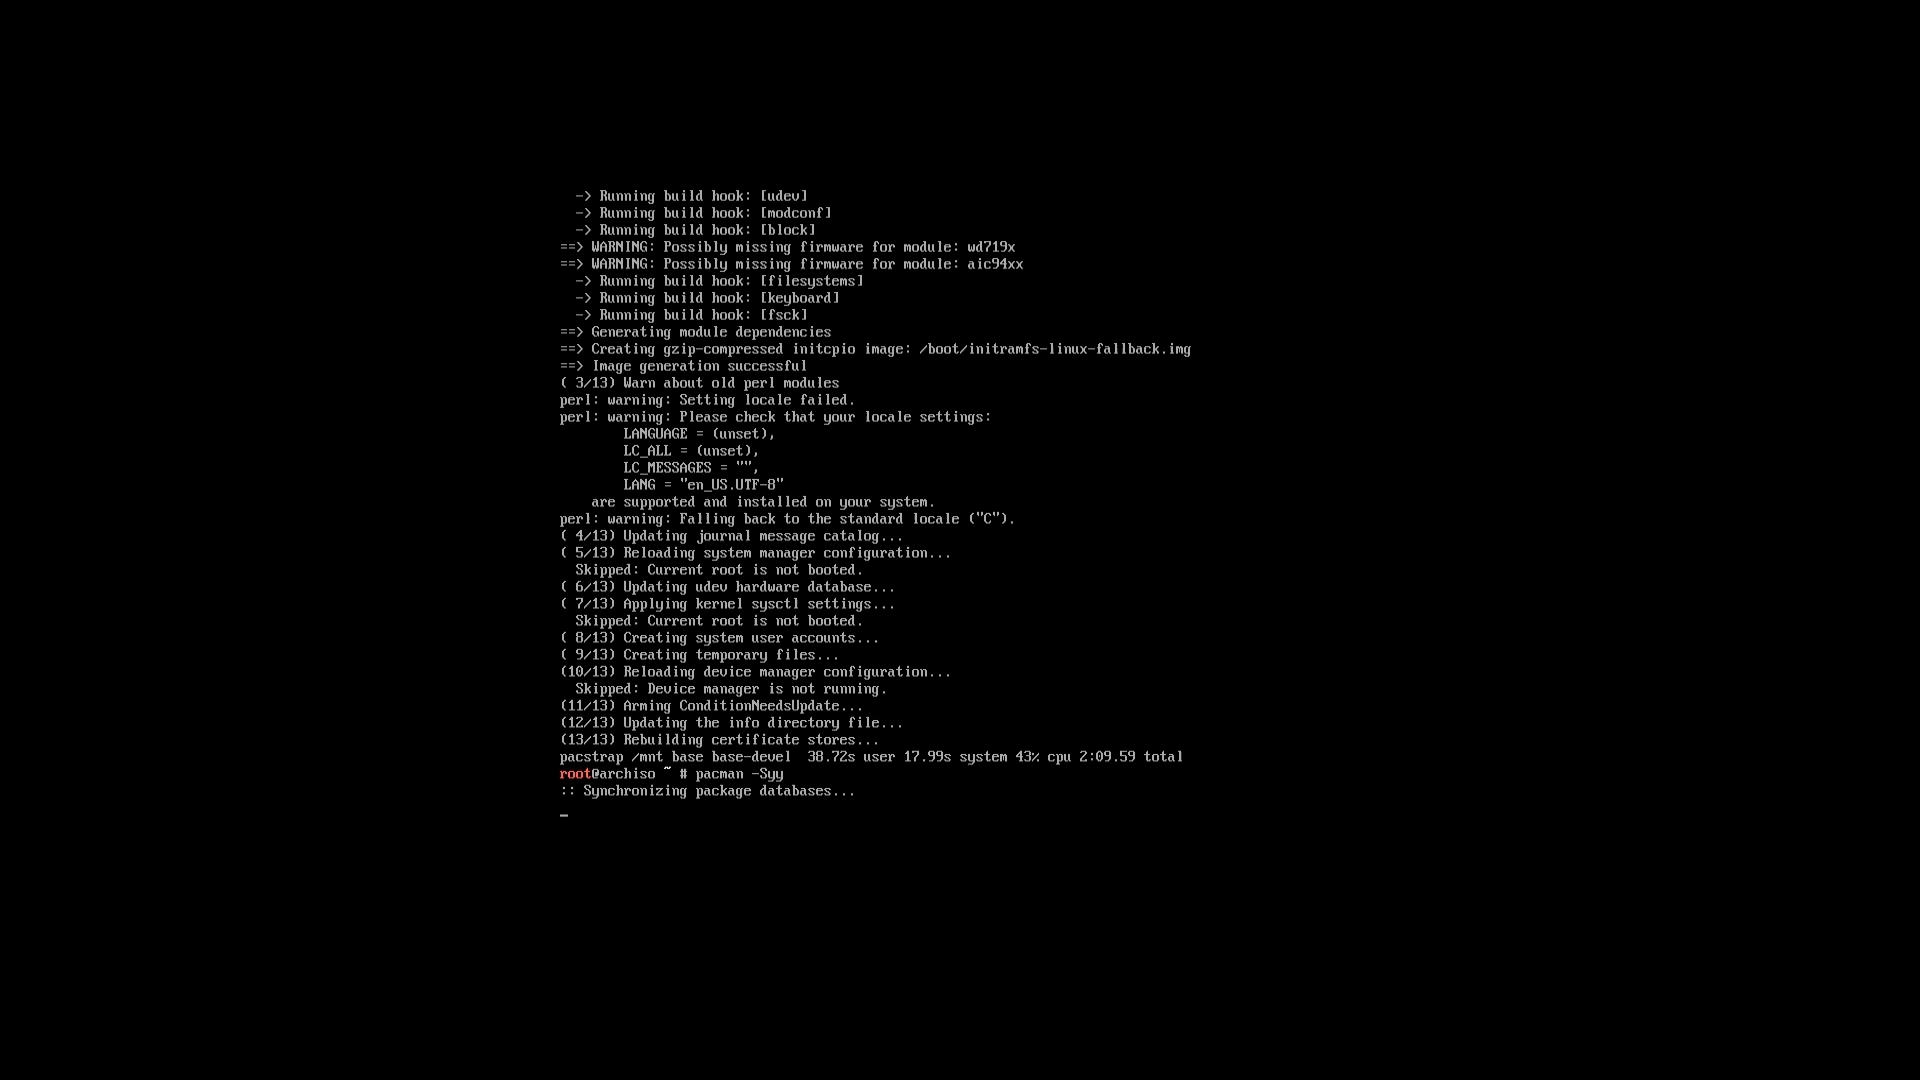 -> Running build hook: [udev]
  -> Running build hook: [modconf]
  -> Running build hook: [block]
==> WARNING: Possibly missing firmware for module: wd719x
==> WARNING: Possibly missing firmware for module: aic94xx
  -> Running build hook: [filesystems]
  -> Running build hook: [keyboard]
  -> Running build hook: [fsck]
==> Generating module dependencies
==> Creating gzip-compressed initcpio image: /boot/initramfs-linux-fallback.img
==> Image generation successful
( 3/13) Warn about old perl modules
perl: warning: Setting locale failed.
perl: warning: Please check that your locale settings:
        LANGUAGE = (unset),
        LC_ALL = (unset),
        LC_MESSAGES = "",
        LANG = "en_US.UTF-8"
    are supported and installed on your system.
perl: warning: Falling back to the standard locale ("C").
( 4/13) Updating journal message catalog...
( 5/13) Reloading system manager configuration...
  Skipped: Current root is not booted.
( 6/13) Updating udev hardware database...
( 7/13) Applying kernel sysctl settings...
  Skipped: Current root is not booted.
( 8/13) Creating system user accounts...
( 9/13) Creating temporary files...
(10/13) Reloading device manager configuration...
  Skipped: Device manager is not running.
(11/13) Arming ConditionNeedsUpdate...
(12/13) Updating the info directory file...
(13/13) Rebuilding certificate stores...
pacstrap /mnt base base-devel  38.72s user 17.99s system 43% cpu 2:09.59 total
root@archiso ~ # pacman -Syy
:: Synchronizing package databases...